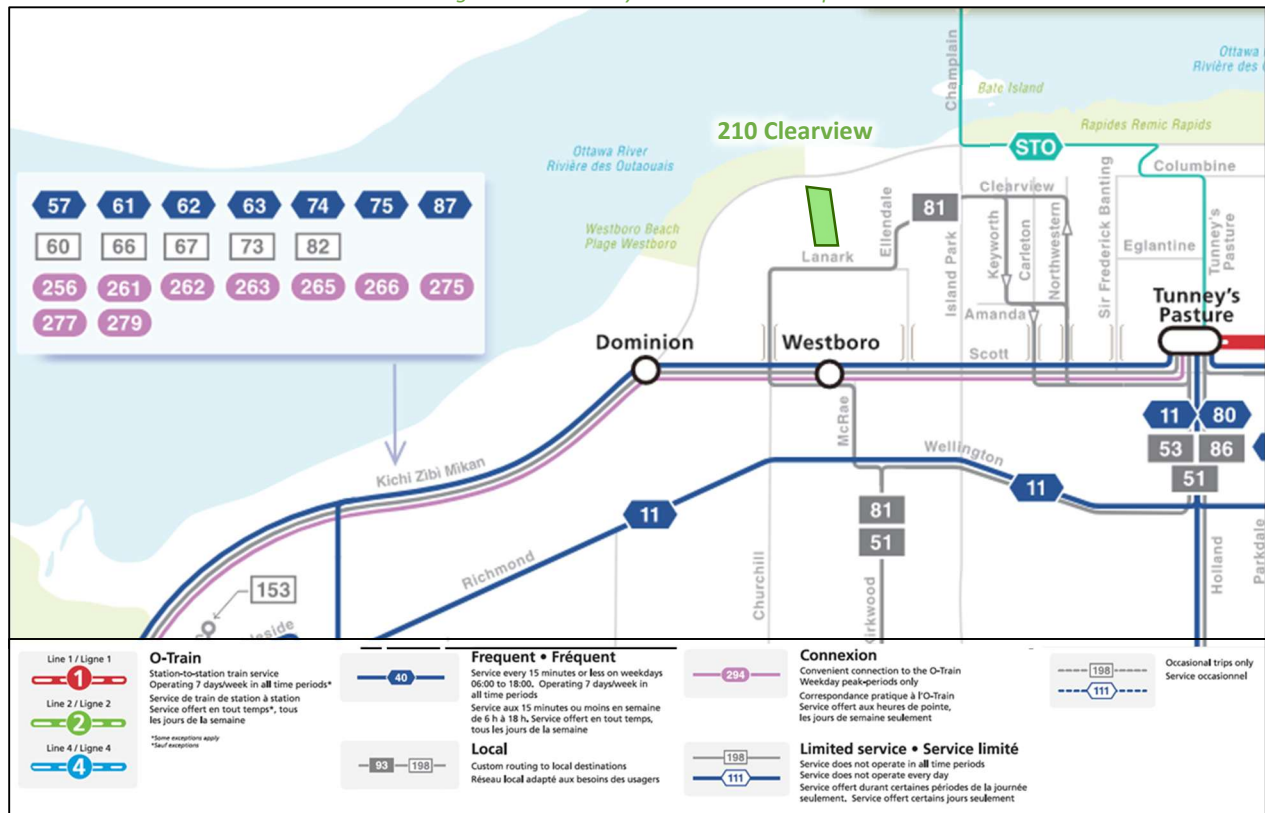 Champlain
Ottawa
Rivière des
Bate Island
210 Clearview
Rapides Remic Rapids
Ottawa River
Rivière des Outaouais
STO
Columbine
57 61 62 63 74 75 87
60 66 67 73 82
256 261 262 263 265 266 275
277 279
Westboro Beach
Plage Westboro
81
Clearview
Ellendale
Island Park
Keyworth
Carleton
Northwestern
Sir Frederick Banting
Eglantine
Tunney's
Pasture
Lanark
Tunney's
Pasture
Amanda
Dominion
Westboro
Scott
McRae
11 80
53 86
51
Wellington
Kichi Zībī Mīkan
11
11
81
51
Richmond
Churchill
Kirkwood
Holland
Parkdale
153
Line 1 / Ligne 1
1
Line 2 / Ligne 2
2
Line 4 / Ligne 4
4
O-Train
Station-to-station train service
Operating 7 days/week in all time periods*
Service de train de station à station
Service offert en tout temps*, tous
les jours de la semaine
*Some exceptions apply
*Sauf exceptions
40
Frequent • Fréquent
Service every 15 minutes or less on weekdays
06:00 to 18:00. Operating 7 days/week in
all time periods
Service aux 15 minutes ou moins en semaine
de 6 h à 18 h. Service offert en tout temps,
tous les jours de la semaine
93 198
Local
Custom routing to local destinations
Réseau local adapté aux besoins des usagers
294
Connexion
Convenient connection to the O-Train
Weekday peak-periods only
Correspondance pratique à l'O-Train
Service offert aux heures de pointe,
les jours de semaine seulement
198
111
Limited service • Service limité
Service does not operate in all time periods
Service does not operate every day
Service offert durant certaines périodes de la journée
seulement. Service offert certains jours seulement
198
111
Occasional trips only
Service occasionnel